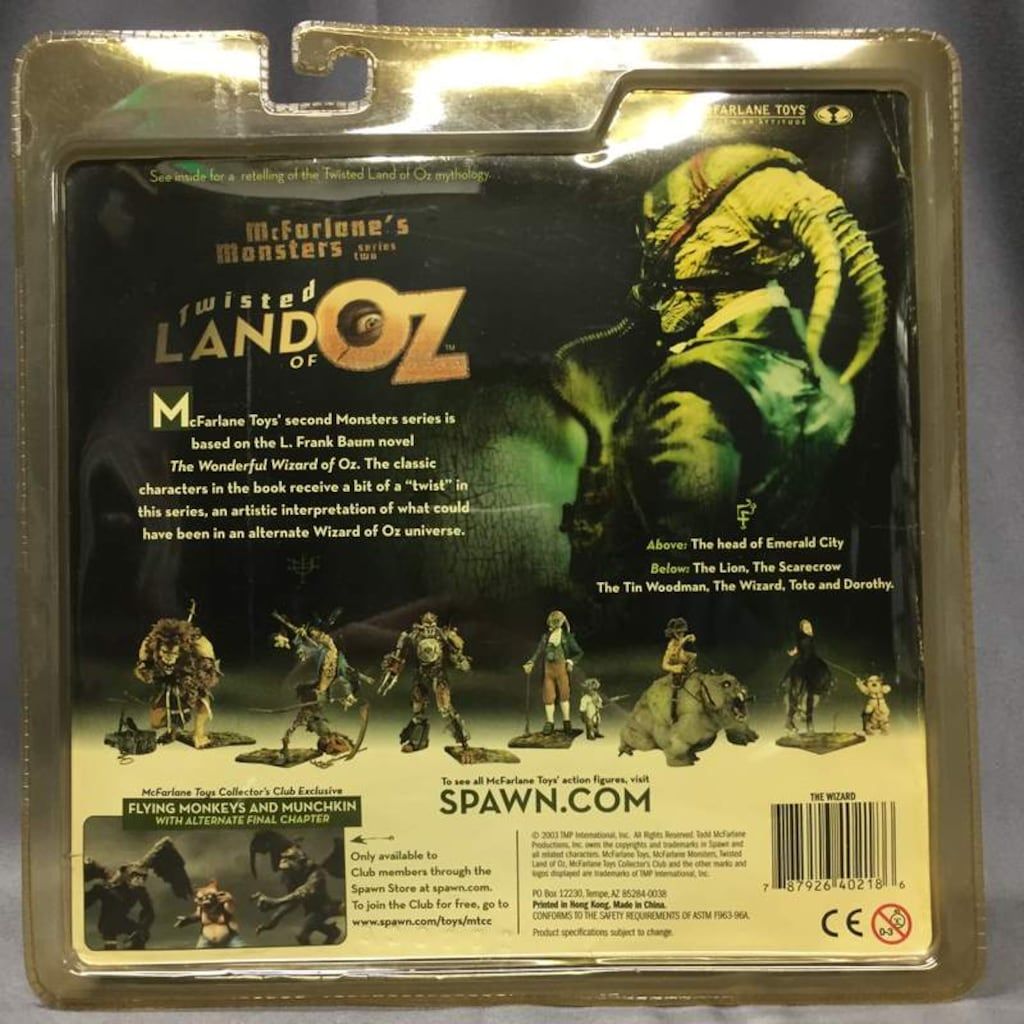 McFARLANE TOYS
See inside for a retelling of the Twisted Land of Oz mythology.
McFarlane's
Monsters series two
Twisted
LAND OF OZ™
McFarlane Toys' second Monsters series is
based on the L. Frank Baum novel
The Wonderful Wizard of Oz. The classic
characters in the book receive a bit of a “twist” in
this series, an artistic interpretation of what could
have been in an alternate Wizard of Oz universe.
Above: The head of Emerald City
Below: The Lion, The Scarecrow
The Tin Woodman, The Wizard, Toto and Dorothy.
McFarlane Toys Collector's Club Exclusive
FLYING MONKEYS AND MUNCHKIN
WITH ALTERNATE FINAL CHAPTER
Only available to
Club members through the
Spawn Store at spawn.com.
To join the Club for free, go to
www.spawn.com/toys/mtcc
To see all McFarlane Toys' action figures, visit
SPAWN.COM
© 2003 TMP International, Inc. All Rights Reserved. Todd McFarlane
Productions, Inc. owns the copyrights and trademarks in Spawn and
all related characters. McFarlane Toys, McFarlane Monsters, Twisted
Land of Oz, McFarlane Toys Collector's Club and the other marks and
logos displayed are trademarks of TMP International, Inc.
PO Box 12230, Tempe, AZ 85284-0038
Printed in Hong Kong. Made in China.
CONFORMS TO THE SAFETY REQUIREMENTS OF ASTM F963-96A.
Product specifications subject to change.
THE WIZARD
7 87926 40218 6
CE
0-3